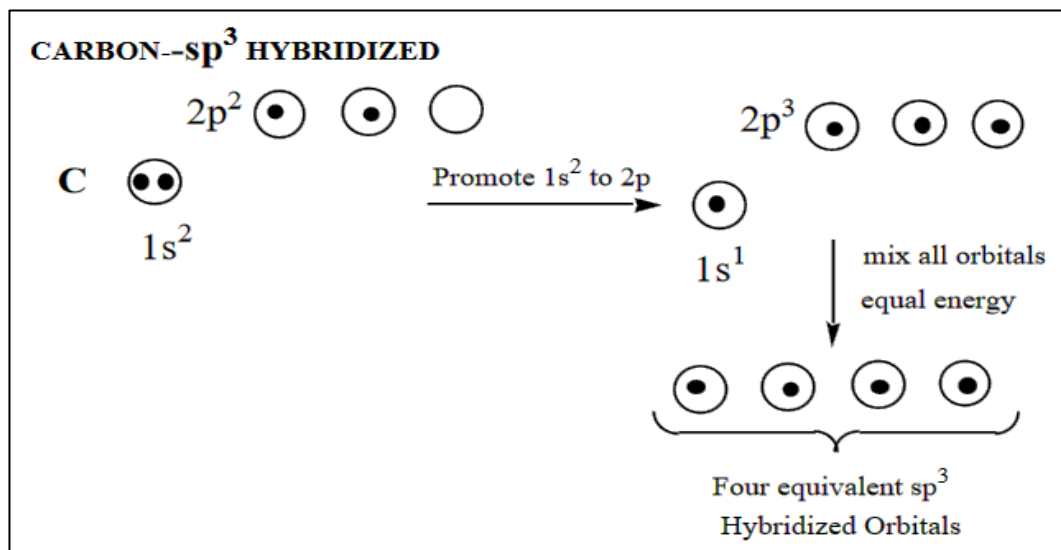 CARBON--sp³ HYBRIDIZED
2p²
C
1s²
Promote 1s² to 2p
2p³
1s¹
mix all orbitals
equal energy
Four equivalent sp³
Hybridized Orbitals